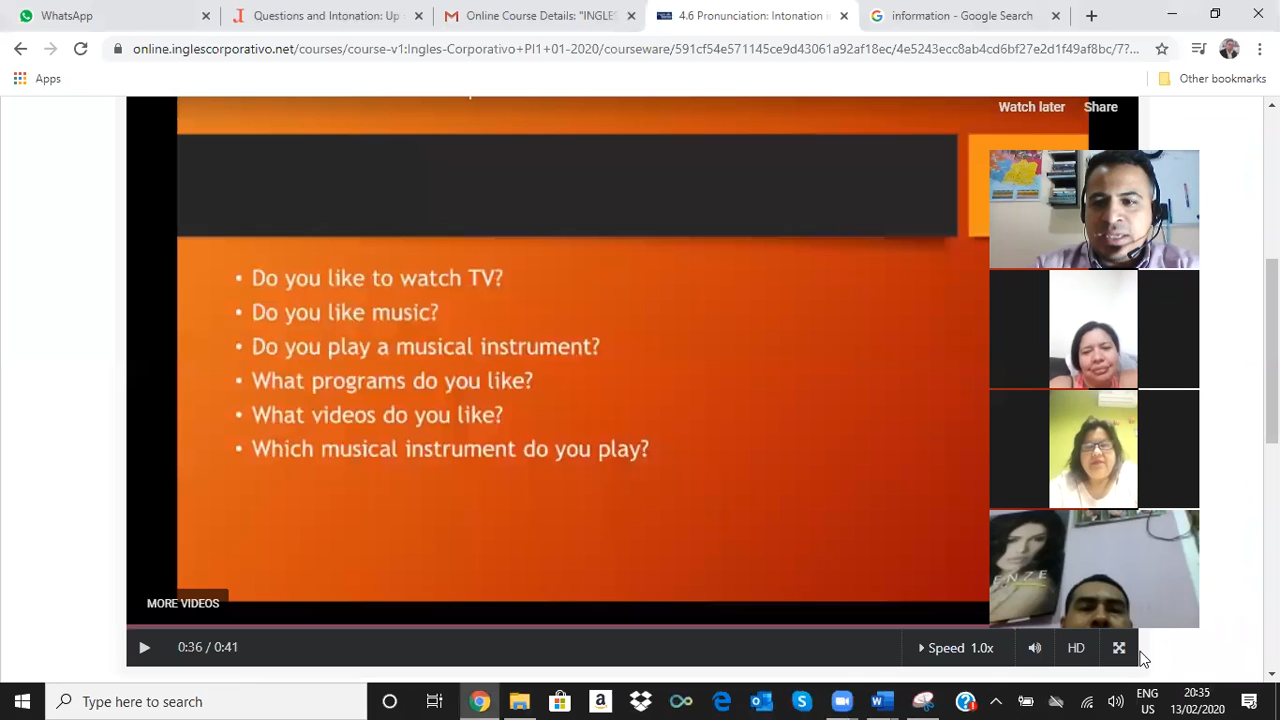 WhatsApp
Questions and Intonation: U
Online Course Details: "INGLES
4.6 Pronunciation: Intonation i
information - Google Search
online.inglescorporativo.net/courses/course-v1:Ingles-Corporativo+PI1+01-2020/courseware/591cf54e571145ce9d43061a92af18ec/4e5243ecc8ab4cd6bf27e2d1f49af8bc/7?...
Apps
Other bookmarks
Watch later
Share
• Do you like to watch TV?
• Do you like music?
• Do you play a musical instrument?
• What programs do you like?
• What videos do you like?
• Which musical instrument do you play?
ENZE
MORE VIDEOS
0:36 / 0:41
Speed 1.0x
HD
Type here to search
ENG
US
20:35
13/02/2020